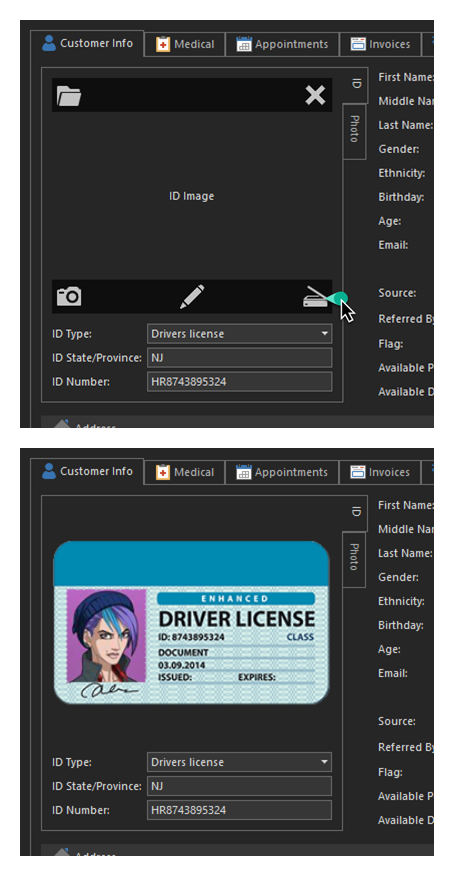 Customer Info Medical Appointments Invoices
ID
Photo
ID Image
ID Type: Drivers license
ID State/Province: NJ
ID Number: HR8743895324
First Name:
Middle Na
Last Name:
Gender:
Ethnicity:
Birthday:
Age:
Email:
Source:
Referred By
Flag:
Available P
Available D
Address
Customer Info Medical Appointments Invoices
ID
Photo
ENHANCED
DRIVER LICENSE
ID: 8743895324 CLASS
DOCUMENT
03.09.2014
ISSUED: EXPIRES:
ID Type: Drivers license
ID State/Province: NJ
ID Number: HR8743895324
First Name:
Middle Nar
Last Name:
Gender:
Ethnicity:
Birthday:
Age:
Email:
Source:
Referred By
Flag:
Available P
Available D
Address